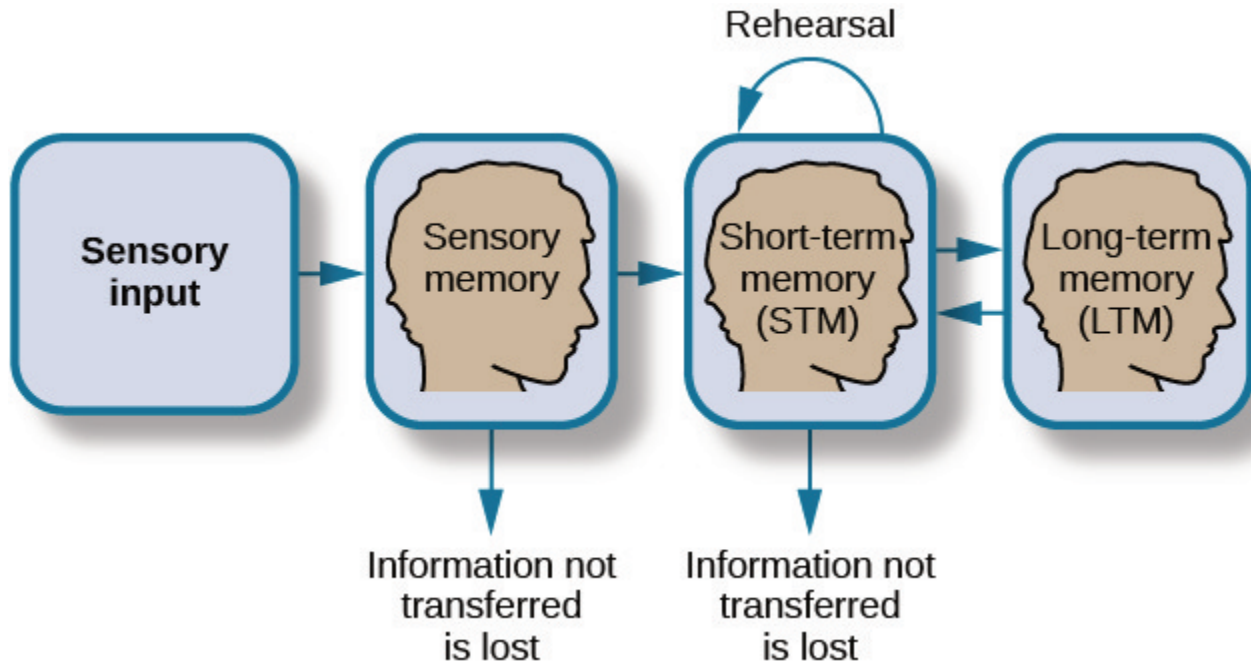 Rehearsal
Sensory
input
Sensory
memory
Short-term
memory
(STM)
Long-term
memory
(LTM)
Information not
transferred
is lost
Information not
transferred
is lost